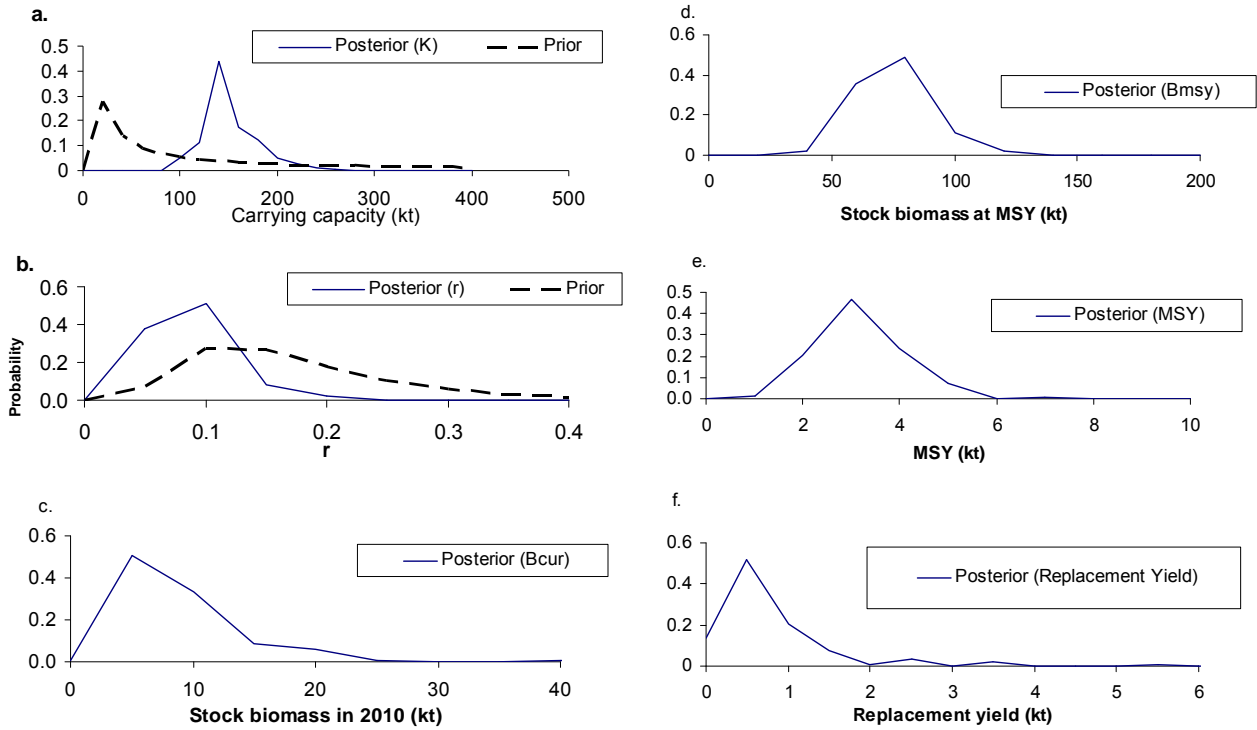 a.
Posterior (K)
Prior
0.5
0.4
0.3
0.2
0.1
0
0 100 200 300 400 500
Carrying capacity (kt)
b.
Posterior (r)
Prior
Probability
0.6
0.4
0.2
0.0
0 0.1 0.2 0.3 0.4
r
c.
Posterior (Bcur)
0.6
0.4
0.2
0.0
0 10 20 30 40
Stock biomass in 2010 (kt)
d.
Posterior (Bmsy)
0.6
0.4
0.2
0
0 50 100 150 200
Stock biomass at MSY (kt)
e.
Posterior (MSY)
0.5
0.4
0.3
0.2
0.1
0.0
0 2 4 6 8 10
MSY (kt)
f.
Posterior (Replacement Yield)
0.6
0.4
0.2
0
0 1 2 3 4 5 6
Replacement yield (kt)